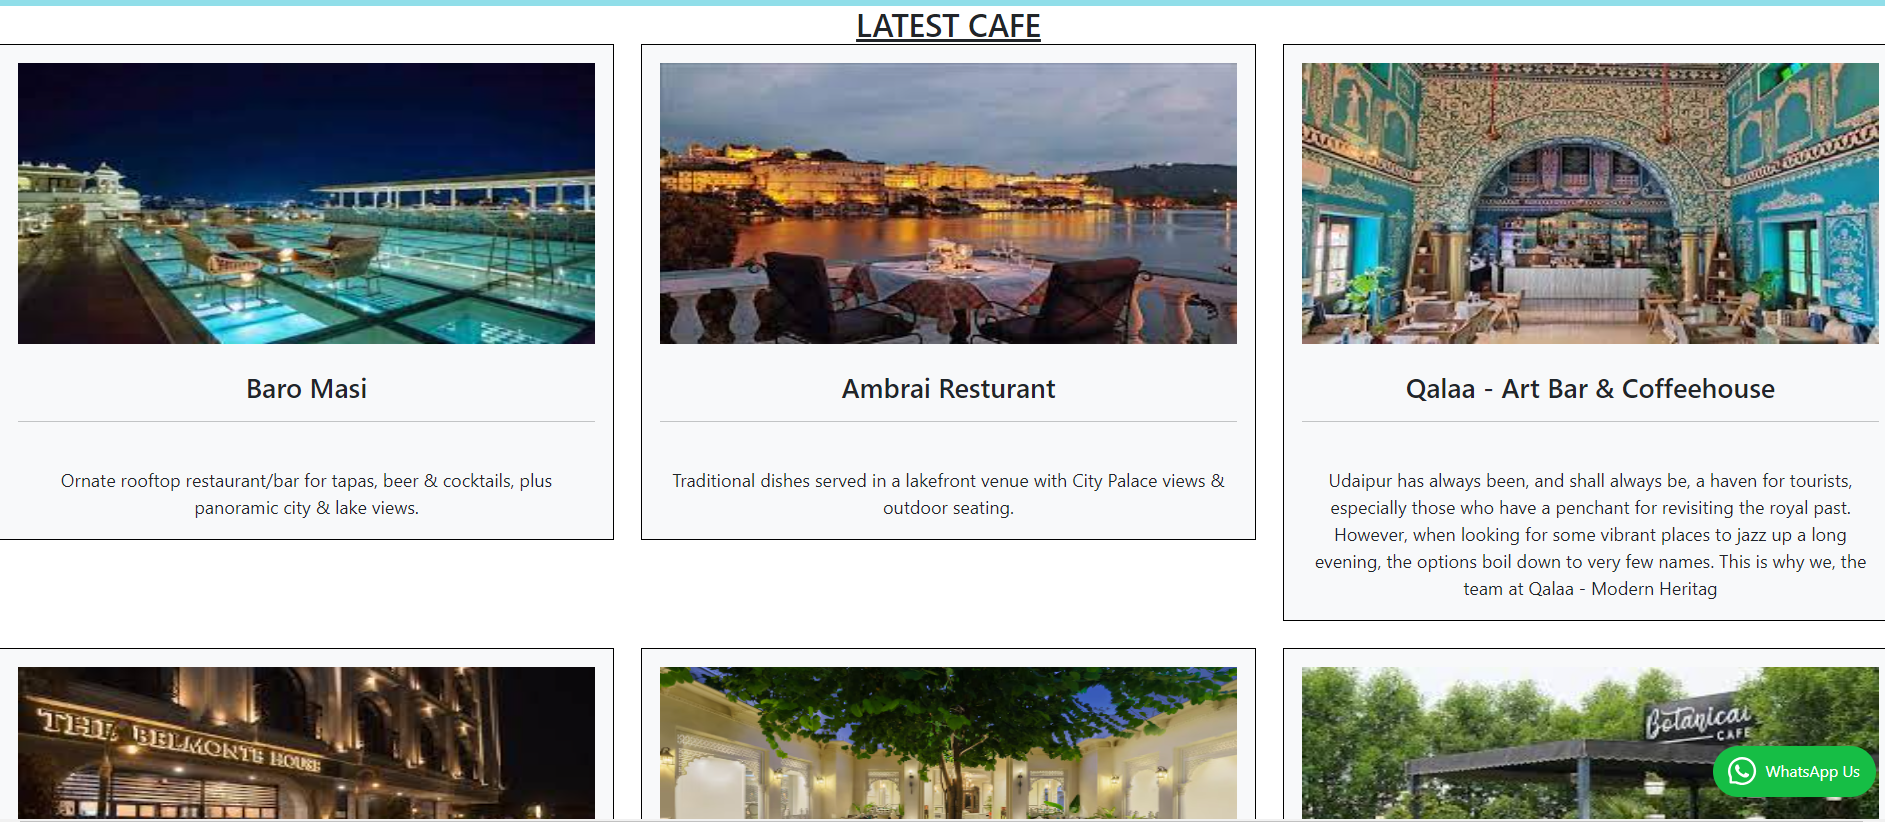 LATEST CAFE
Baro Masi
Ornate rooftop restaurant/bar for tapas, beer & cocktails, plus
panoramic city & lake views.
Ambrai Resturant
Traditional dishes served in a lakefront venue with City Palace views &
outdoor seating.
Qalaa - Art Bar & Coffeehouse
Udaipur has always been, and shall always be, a haven for tourists,
especially those who have a penchant for revisiting the royal past.
However, when looking for some vibrant places to jazz up a long
evening, the options boil down to very few names. This is why we, the
team at Qalaa - Modern Heritag
THE BELMONTE HOUSE
Botanical
CAFE
WhatsApp Us